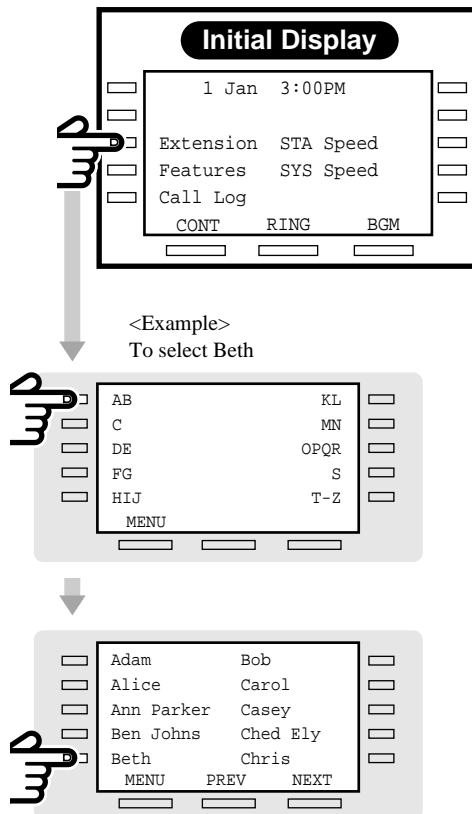 Initial Display
1 Jan 3:00PM
Extension STA Speed
Features SYS Speed
Call Log
CONT RING BGM
<Example>
To select Beth
AB KL
C MN
DE OPQR
FG S
HIJ T-Z
MENU
Adam Bob
Alice Carol
Ann Parker Casey
Ben Johns Ched Ely
Beth Chris
MENU PREV NEXT